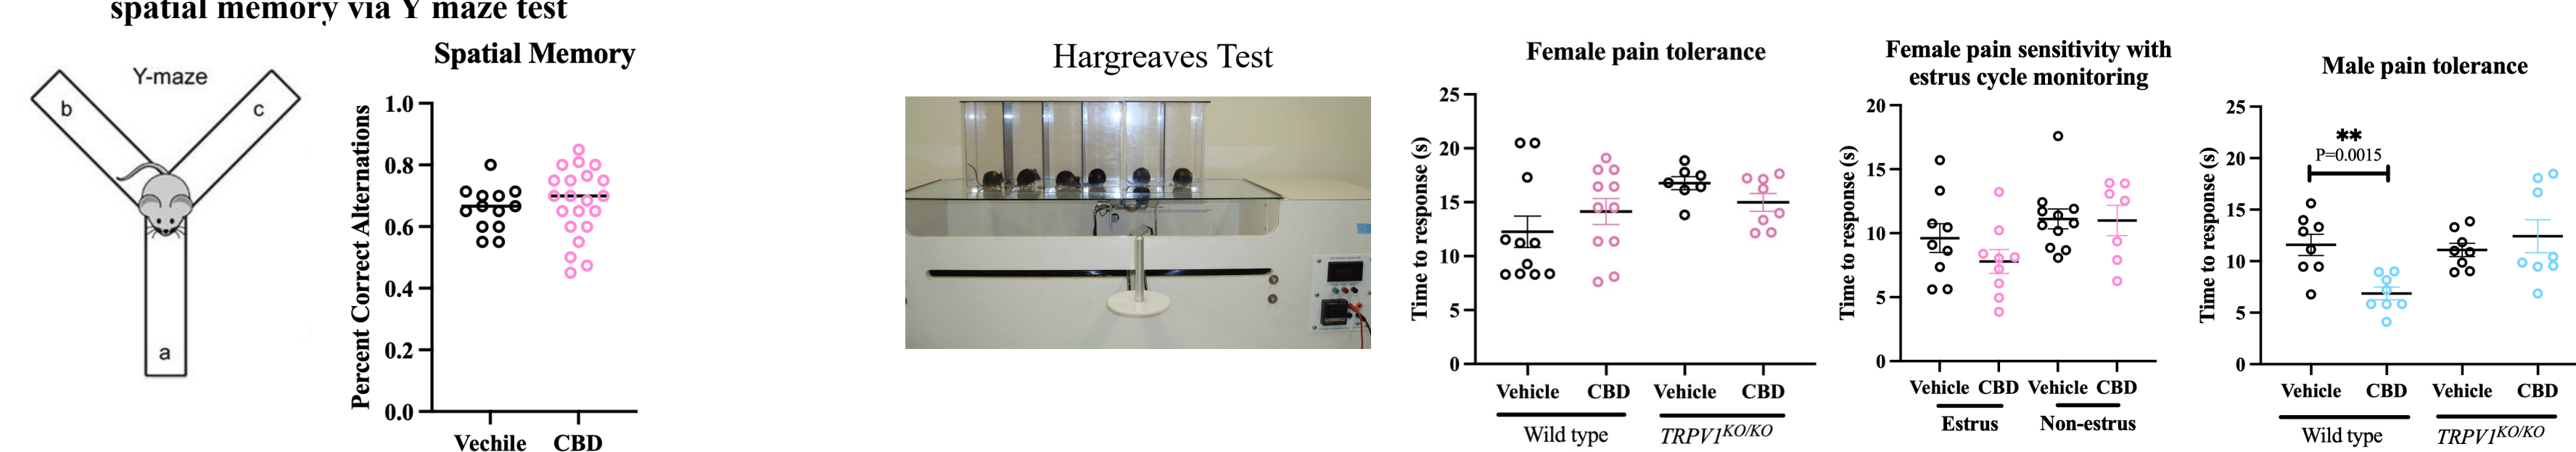 spatial memory via Y maze test
Y-maze
b
c
a
Spatial Memory
Percent Correct Alternations
1.0
0.8
0.6
0.4
0.2
0.0
Vechile CBD
Hargreaves Test
Female pain tolerance
Time to response (s)
25
20
15
10
5
0
Vehicle CBD Vehicle CBD
Wild type TRPV1KO/KO
Female pain sensitivity with
estrus cycle monitoring
Time to response (s)
20
15
10
5
0
Vehicle CBD Vehicle CBD
Estrus Non-estrus
Male pain tolerance
Time to response (s)
25
20
15
10
5
0
**
P=0.0015
Vehicle CBD Vehicle CBD
Wild type TRPV1KO/KO